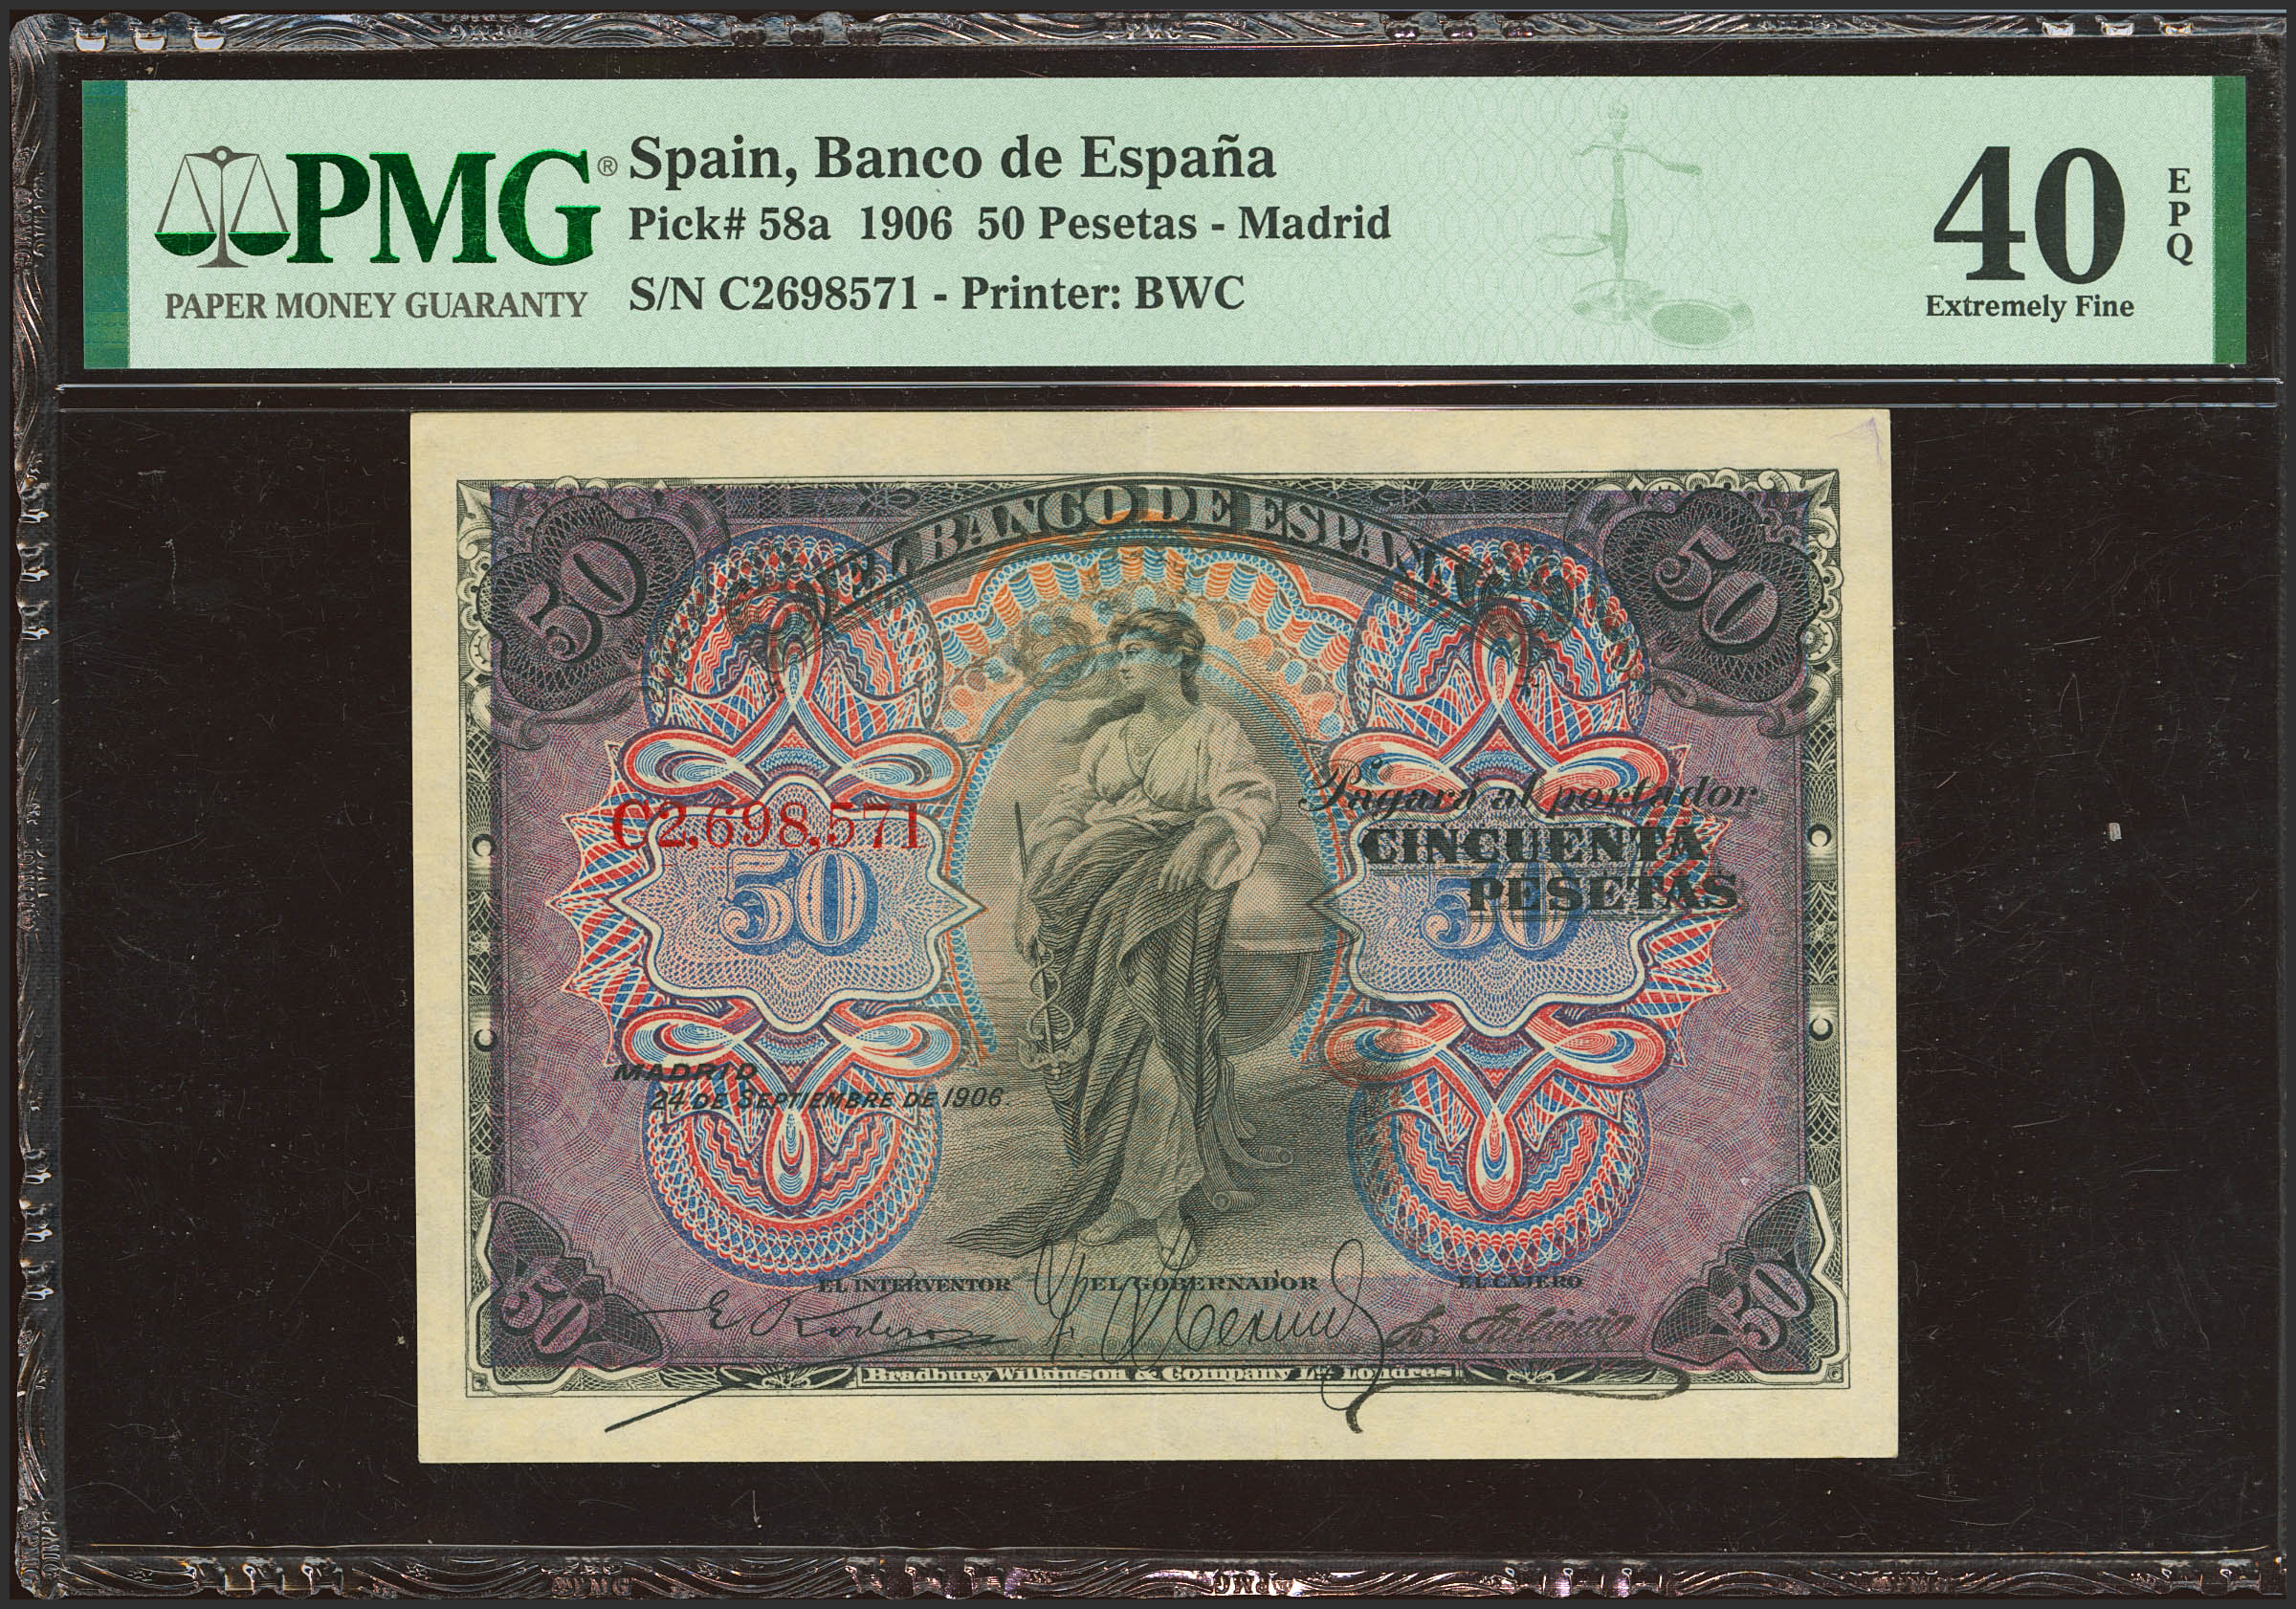 PMG®
PAPER MONEY GUARANTY
Spain, Banco de España
Pick# 58a 1906 50 Pesetas - Madrid
S/N C2698571 - Printer: BWC
40
EPQ
Extremely Fine
EL BANCO DE ESPAÑA
50
50
C2,698,571
50
Pagará al portador
CINCUENTA
PESETAS
50
MADRID
24 DE SEPTIEMBRE DE 1906.
EL INTERVENTOR
EL GOBERNADOR
EL CAJERO
50
50
Bradbury Wilkinson & Company Ld. Londres